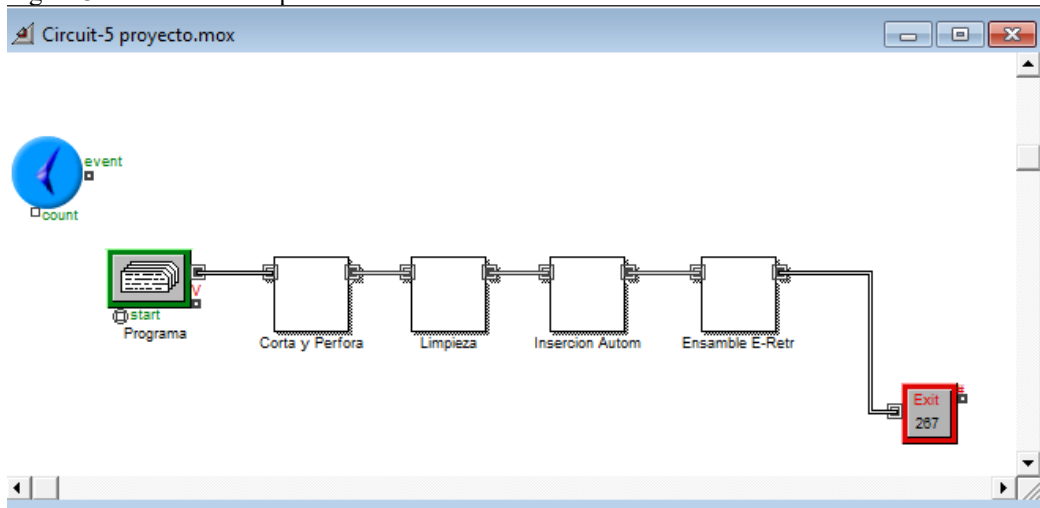 Circuit-5 proyecto.mox
event
count
V
start
Programa
Corta y Perfora
Limpieza
Insercion Autom
Ensamble E-Retr
Exit
267